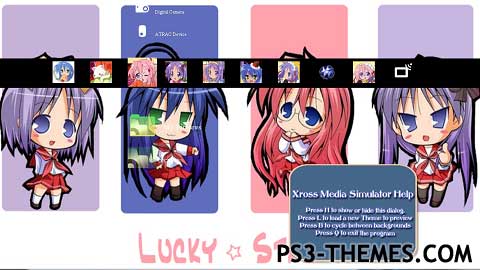 Digital Camera
ATRAC Device
Xross Media Simulator Help
Press H to show or hide this dialog.
Press L to load a new Theme to preview
Press B to cycle between backgrounds
Press Q to exit the program
LUCKY ☆
PS3-THEMES.COM